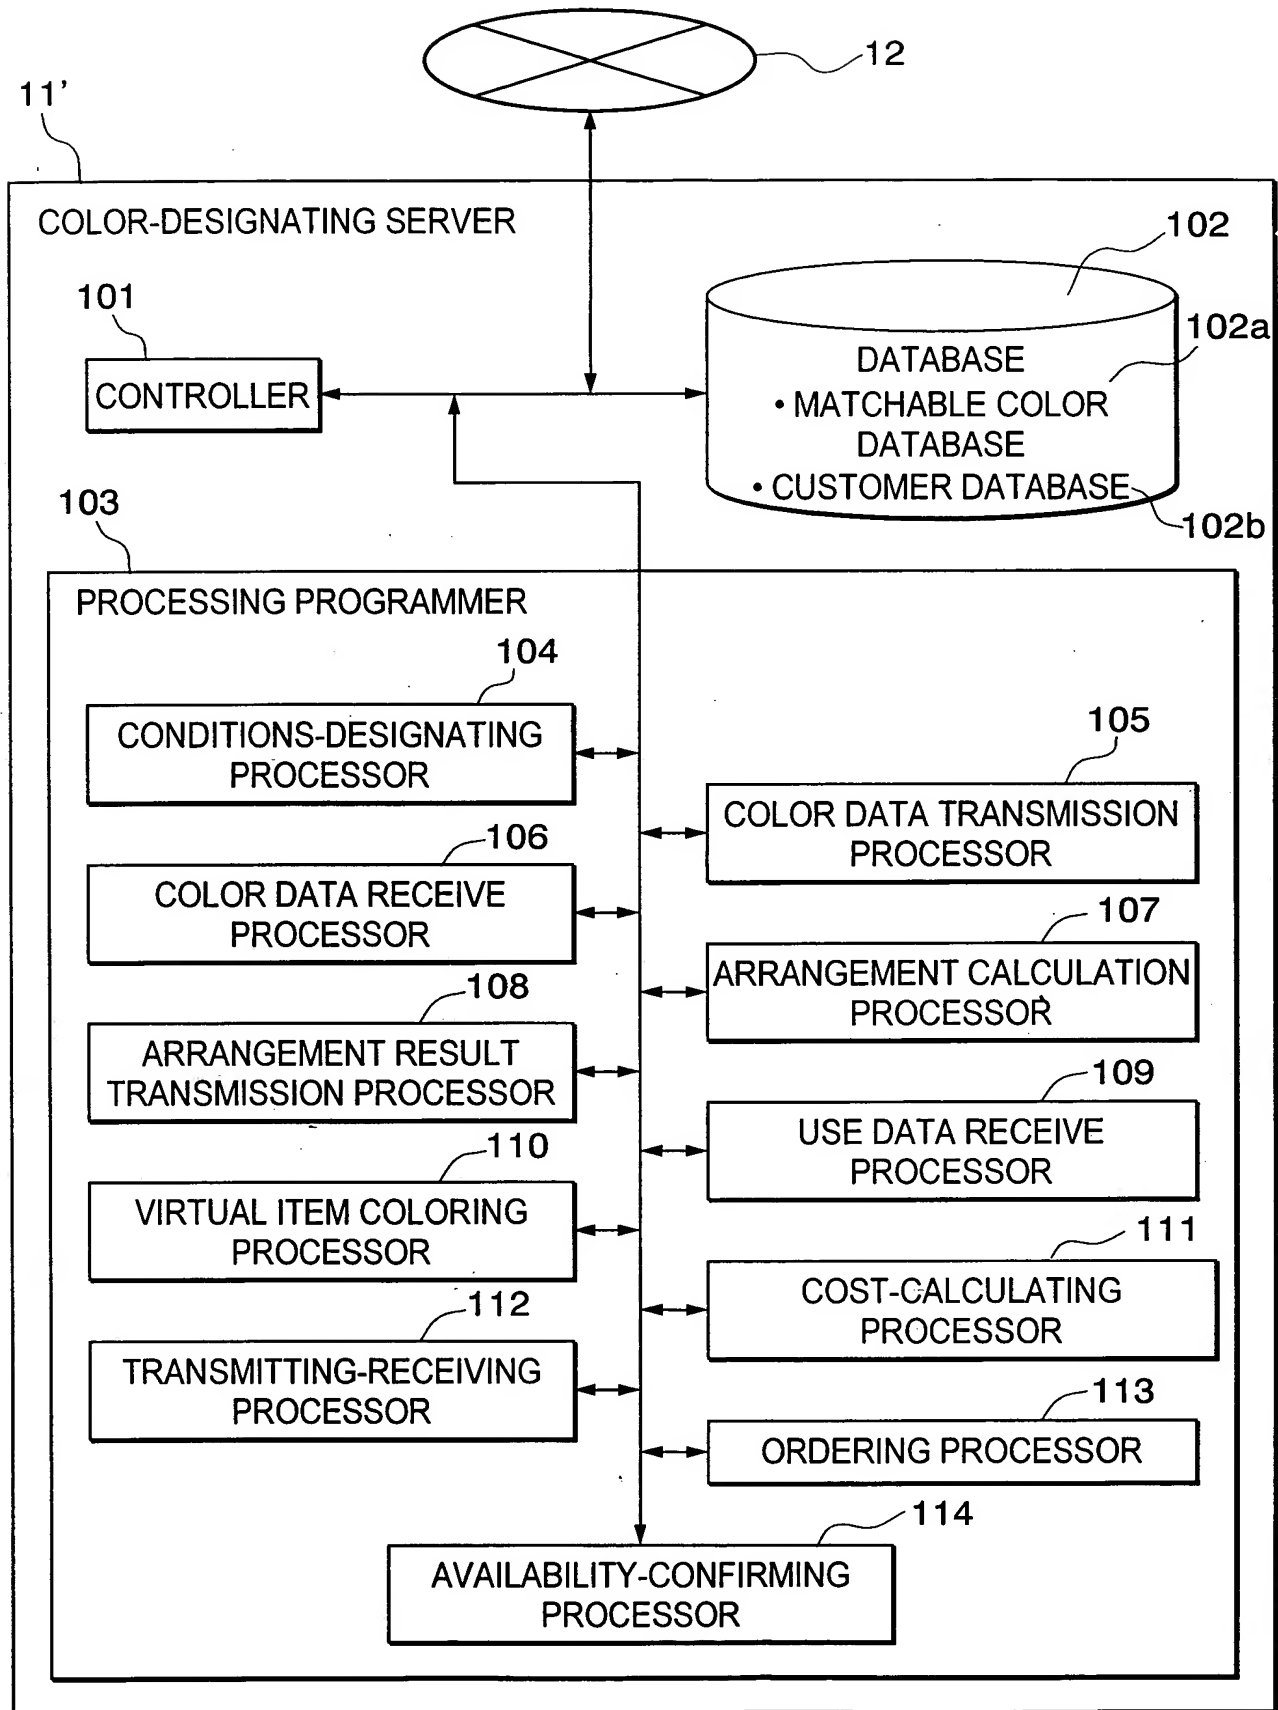 12
11’
COLOR-DESIGNATING SERVER
102
101
102a
CONTROLLER
DATABASE
• MATCHABLE COLOR
DATABASE
• CUSTOMER DATABASE
102b
103
PROCESSING PROGRAMMER
104
CONDITIONS-DESIGNATING
PROCESSOR
105
COLOR DATA TRANSMISSION
PROCESSOR
106
COLOR DATA RECEIVE
PROCESSOR
107
ARRANGEMENT CALCULATION
PROCESSOR
108
ARRANGEMENT RESULT
TRANSMISSION PROCESSOR
109
USE DATA RECEIVE
PROCESSOR
110
VIRTUAL ITEM COLORING
PROCESSOR
111
COST-CALCULATING
PROCESSOR
112
TRANSMITTING-RECEIVING
PROCESSOR
113
ORDERING PROCESSOR
114
AVAILABILITY-CONFIRMING
PROCESSOR